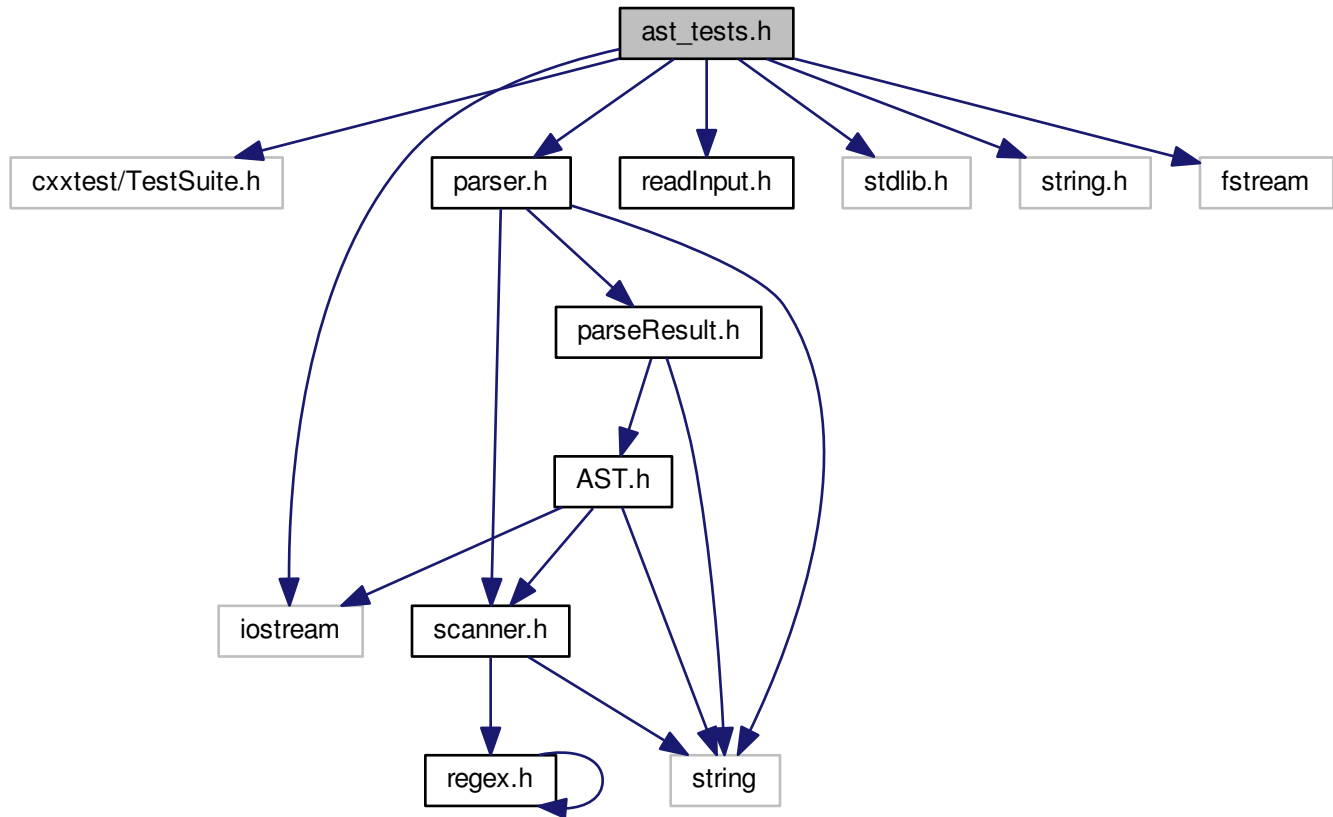 ast_tests.h
cxxtest/TestSuite.h
parser.h
readInput.h
stdlib.h
string.h
fstream
parseResult.h
AST.h
iostream
scanner.h
regex.h
string